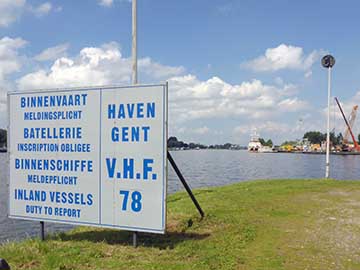 BINNENVAART
MELDINGSPLICHT
BATELLERIE
INSCRIPTION OBLIGEE
BINNENSCHIFFE
MELDEPFLICHT
INLAND VESSELS
DUTY TO REPORT
HAVEN
GENT
V.H.F.
78